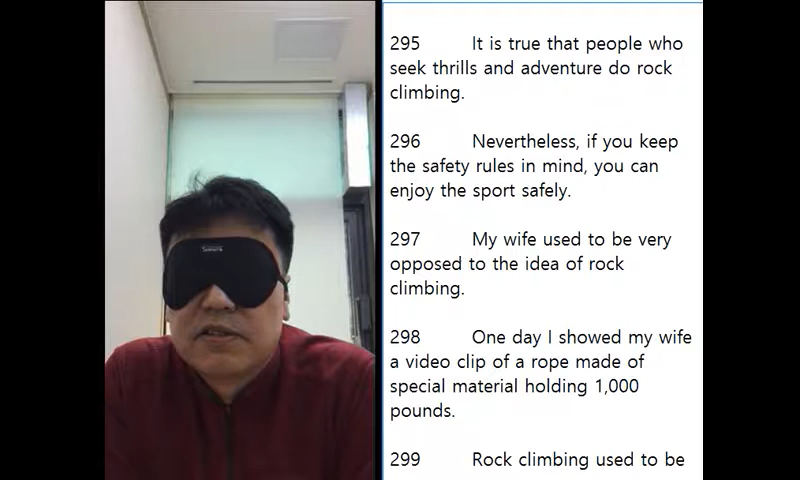 295 It is true that people who
seek thrills and adventure do rock
climbing.
296 Nevertheless, if you keep
the safety rules in mind, you can
enjoy the sport safely.
297 My wife used to be very
opposed to the idea of rock
climbing.
298 One day I showed my wife
a video clip of a rope made of
special material holding 1,000
pounds.
299 Rock climbing used to be